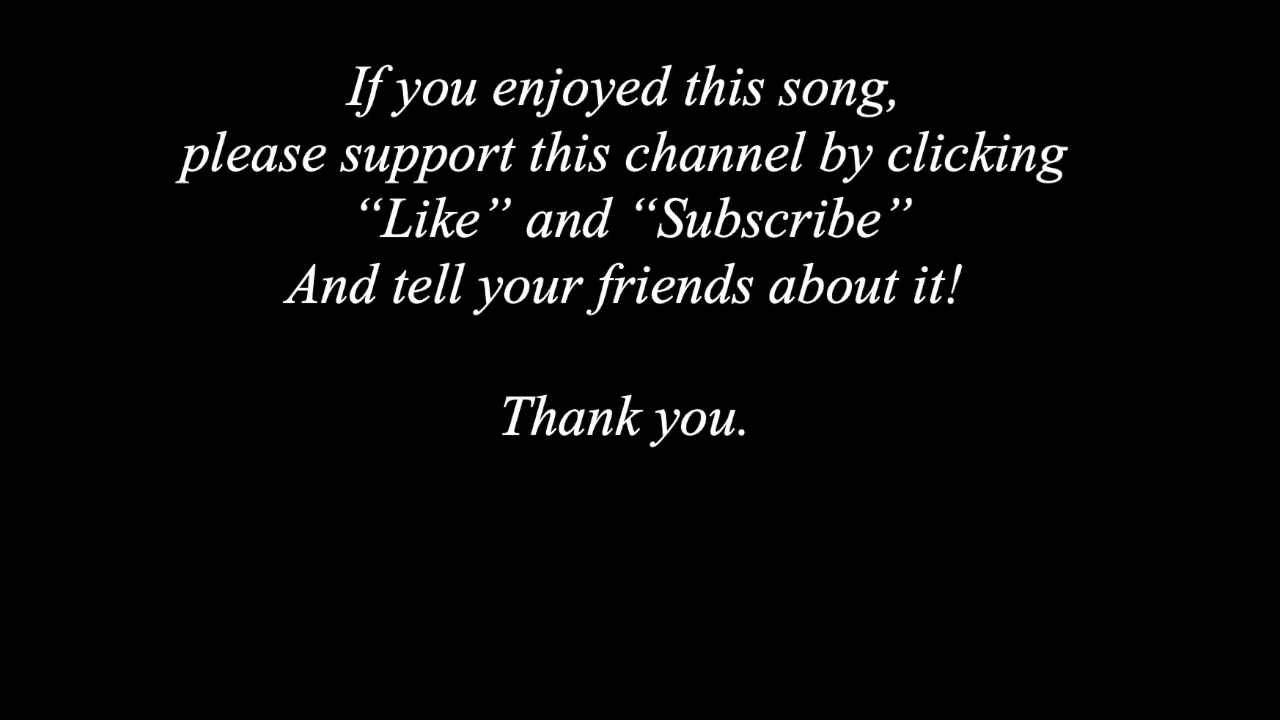 If you enjoyed this song,
please support this channel by clicking
“Like” and “Subscribe”
And tell your friends about it!
Thank you.